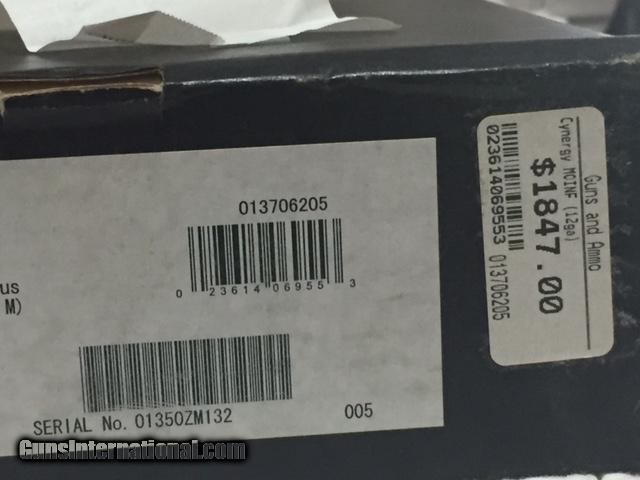 013706205
0 23614 06955 3
us
M)
SERIAL No. 01350ZM132
005
Guns and Ammo
$1847.00
Cynergy MCINF (12ga)
023614069553 013706205
GunsInternational.com